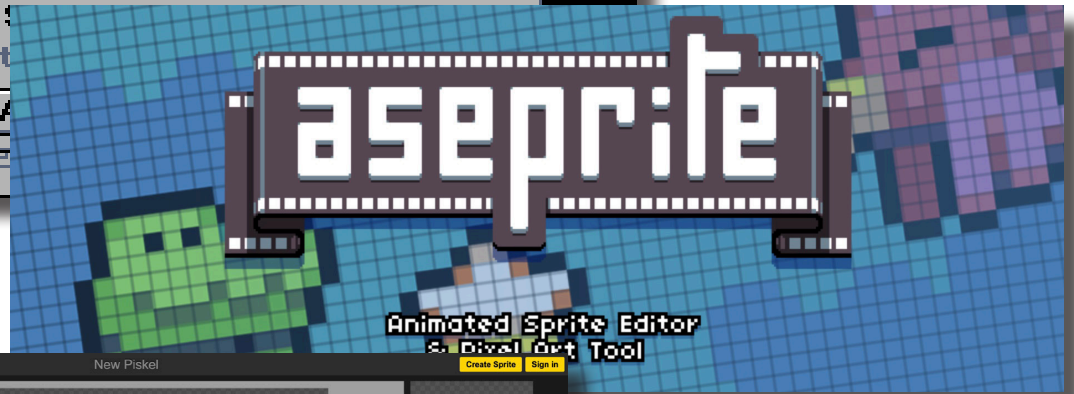 aseprite
Animated Sprite Editor
& Pixel Art Tool
New Piskel
Create Sprite
Sign in